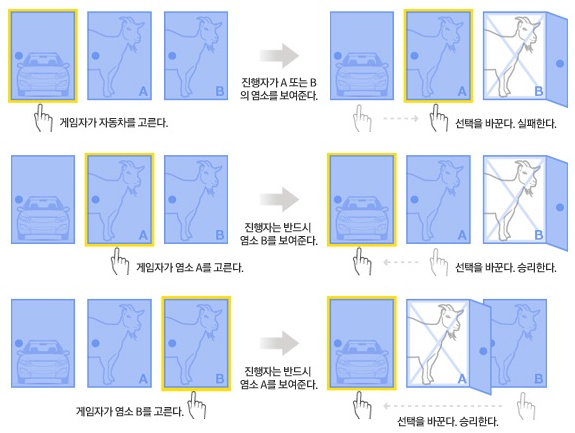 A
B
진행자가 A 또는 B
의 염소를 보여준다.
A
B
게임자가 자동차를 고른다.
선택을 바꾼다. 실패한다.
A
B
진행자는 반드시
염소 B를 보여준다.
A
B
게임자가 염소 A를 고른다.
선택을 바꾼다. 승리한다.
A
B
진행자는 반드시
염소 A를 보여준다.
A
B
게임자가 염소 B를 고른다.
선택을 바꾼다. 승리한다.